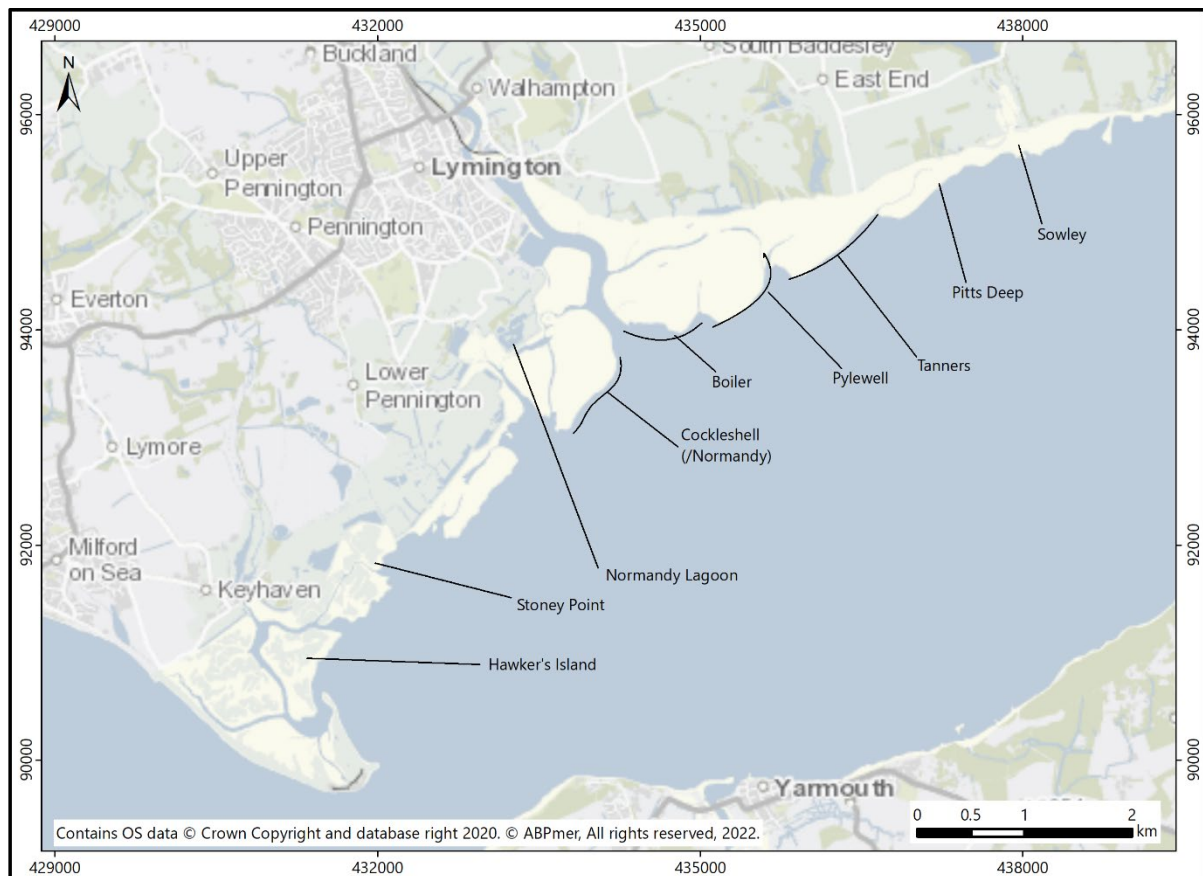 429000
432000
435000
438000
N
Buckland
South Baddesley
Walhampton
East End
96000
96000
Upper
Pennington
Lymington
Pennington
Sowley
Pitts Deep
Everton
94000
94000
Lower
Pennington
Boiler
Pylewell
Tanners
Lymore
Cockleshell
(/Normandy)
92000
92000
Milford
on Sea
Keyhaven
Normandy Lagoon
Stoney Point
Hawker's Island
90000
90000
Yarmouth
0 0.5 1 2
km
Contains OS data © Crown Copyright and database right 2020. © ABPmer, All rights reserved, 2022.
429000
432000
435000
438000